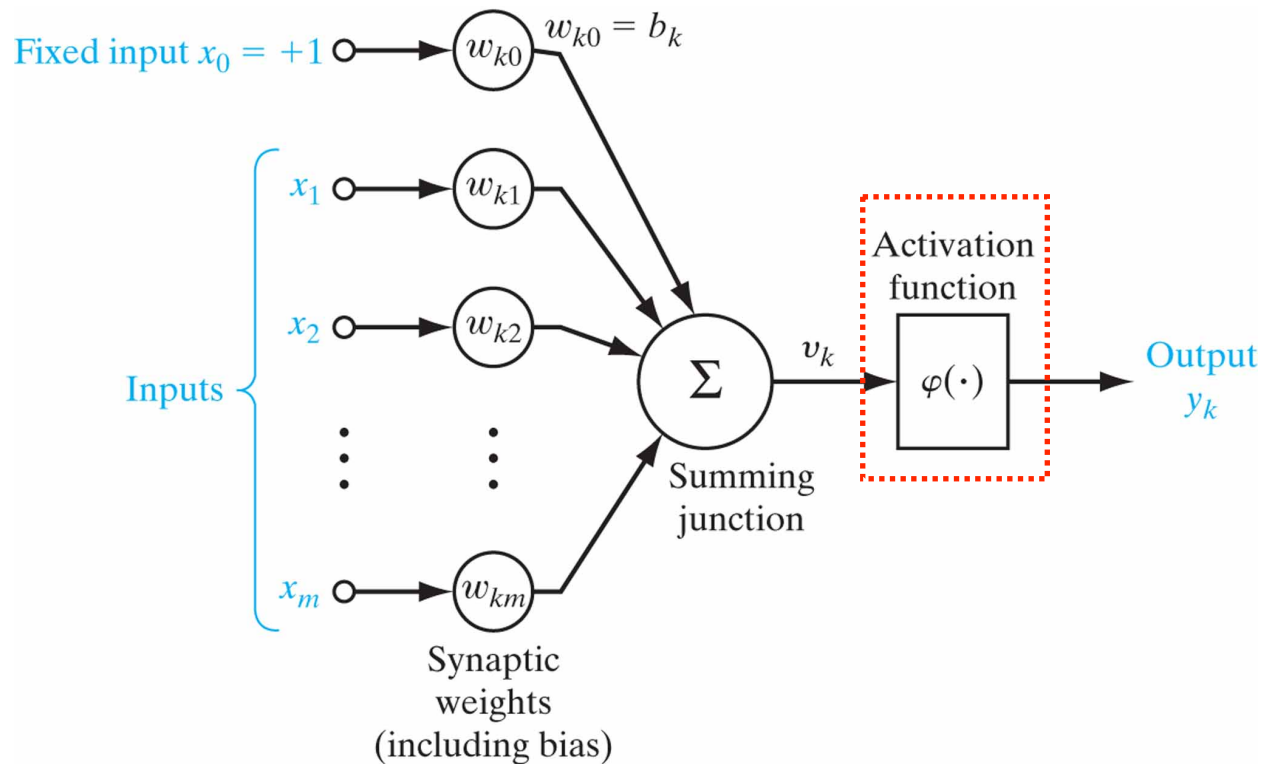 Fixed input x₀ = +1
wₖ₀
wₖ₀ = bₖ
x₁
wₖ₁
Activation
function
x₂
wₖ₂
Inputs
Σ
vₖ
φ(·)
Output
yₖ
Summing
junction
xₘ
wₖₘ
Synaptic
weights
(including bias)